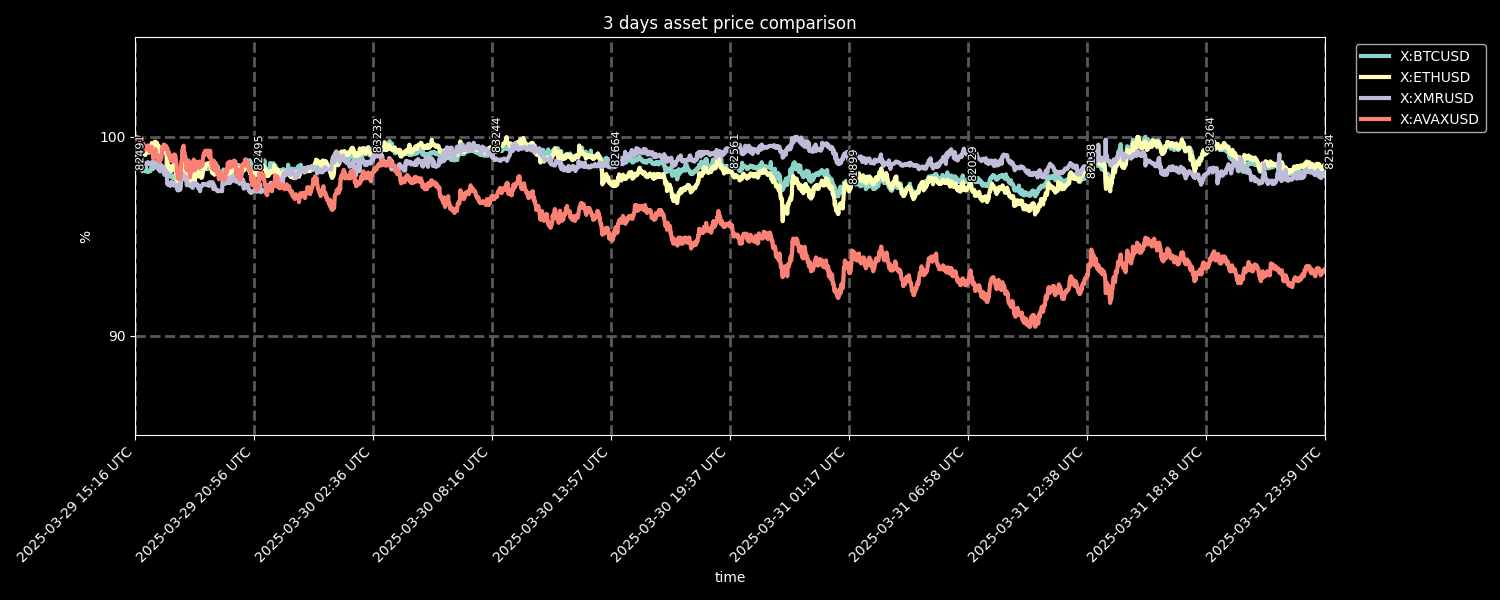 3 days asset price comparison
X:BTCUSD
X:ETHUSD
X:XMRUSD
X:AVAXUSD
100
90
%
82495
83232
83244
82664
82561
82029
83264
82534
2025-03-29 15:16 UTC
2025-03-29 20:56 UTC
2025-03-30 02:36 UTC
2025-03-30 08:16 UTC
2025-03-30 13:57 UTC
2025-03-30 19:37 UTC
2025-03-31 01:17 UTC
2025-03-31 06:58 UTC
2025-03-31 12:38 UTC
2025-03-31 18:18 UTC
2025-03-31 23:59 UTC
time